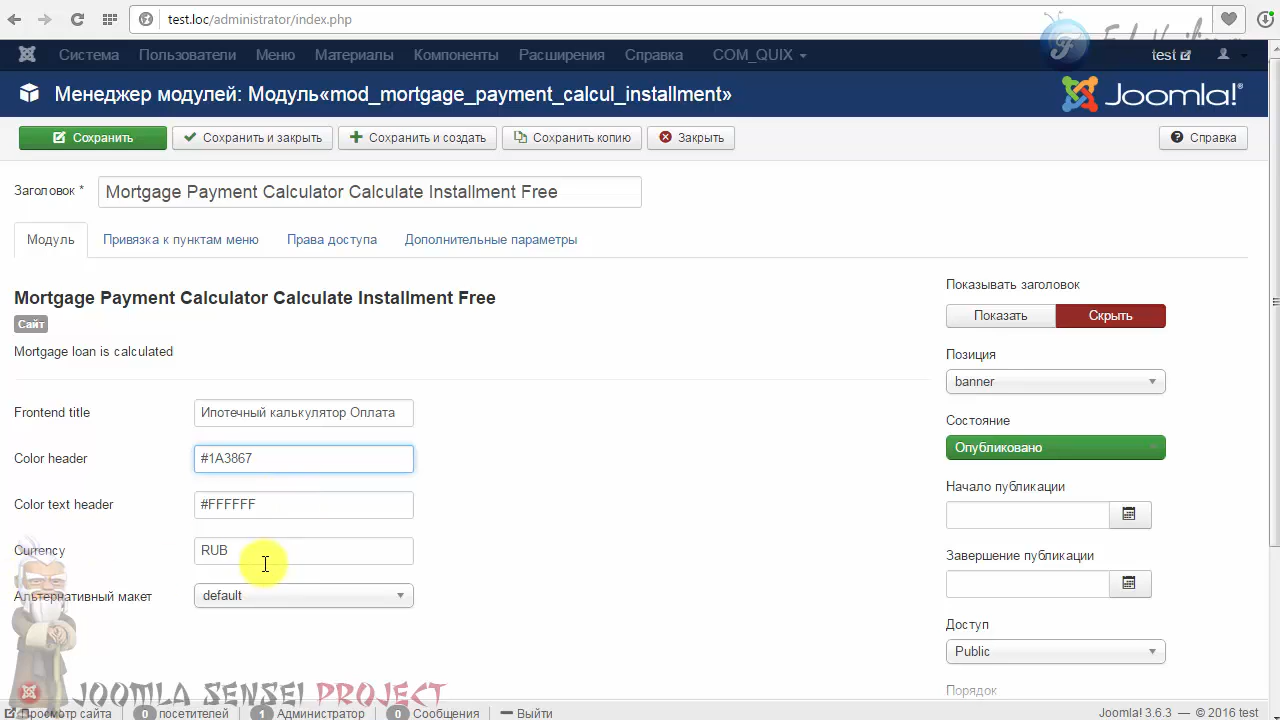 test.loc/administrator/index.php
Система Пользователи Меню Материалы Компоненты Расширения Справка COM_QUIX test
Менеджер модулей: Модуль«mod_mortgage_payment_calcul_installment» Joomla!®
Сохранить Сохранить и закрыть Сохранить и создать Сохранить копию Закрыть Справка
Заголовок * Mortgage Payment Calculator Calculate Installment Free
Модуль Привязка к пунктам меню Права доступа Дополнительные параметры
Mortgage Payment Calculator Calculate Installment Free
Сайт
Mortgage loan is calculated
Frontend title Ипотечный калькулятор Оплата
Color header #1A3867
Color text header #FFFFFF
Currency RUB
Альтернативный макет default
Показывать заголовок
Показать Скрыть
Позиция
banner
Состояние
Опубликовано
Начало публикации
Завершение публикации
Доступ
Public
Порядок
JOOMLA SENSEI PROJECT
Просмотр сайта 0 посетителей 1 Администратор 0 Сообщения Выйти Joomla! 3.6.3 — © 2016 test